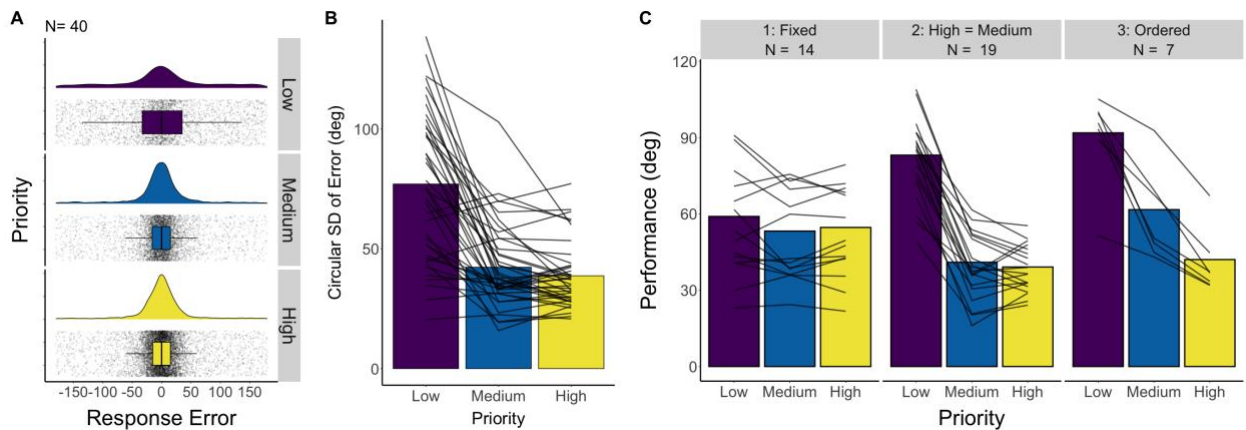 A
N= 40
Priority
Low
Medium
High
-150-100 -50 0 50 100 150
Response Error
B
Circular SD of Error (deg)
100
50
0
Low Medium High
Priority
C
1: Fixed
N = 14
2: High = Medium
N = 19
3: Ordered
N = 7
Performance (deg)
120
90
60
30
0
Low Medium High Low Medium High Low Medium High
Priority